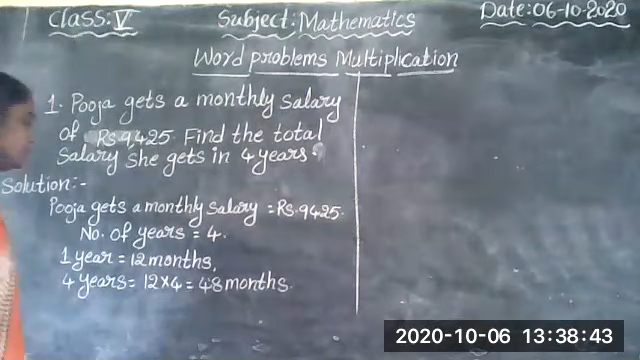 Class: V
Subject: Mathematics
Date: 06-10-2020
Word problems Multiplication
1. Pooja gets a monthly salary
of Rs.9,425. Find the total
salary she gets in 4 years.
Solution:-
Pooja gets a monthly salary = Rs.9425.
No. of years = 4.
1 year = 12 months,
4 years = 12×4 = 48 months.
2020-10-06 13:38:43